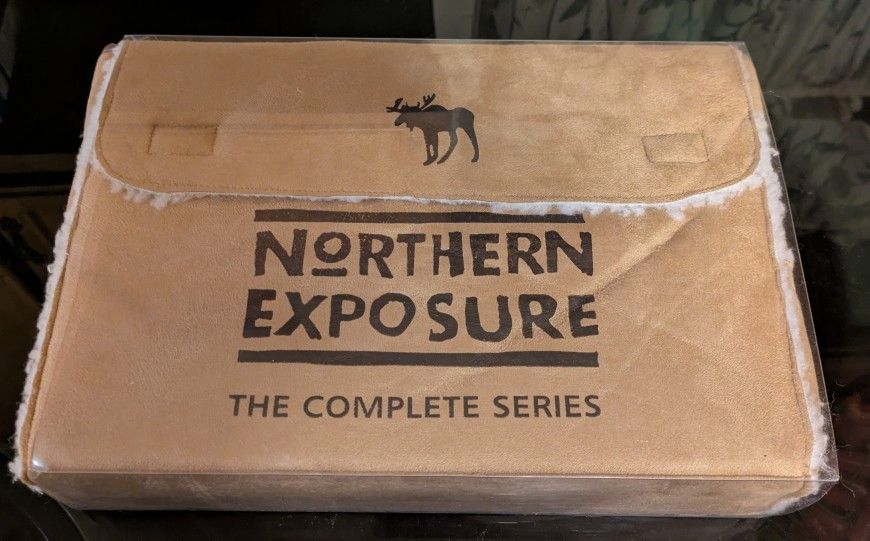 NORTHERN
EXPOSURE
THE COMPLETE SERIES